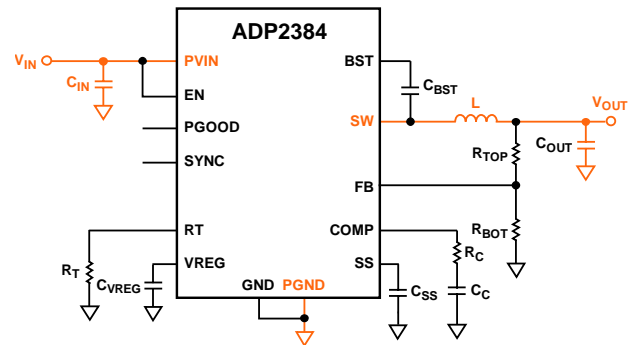 ADP2384
VIN
CIN
PVIN
EN
PGOOD
SYNC
RT
VREG
RT
CVREG
GND
PGND
BST
SW
FB
COMP
SS
CBST
L
VOUT
COUT
RTOP
RBOT
RC
CC
CSS